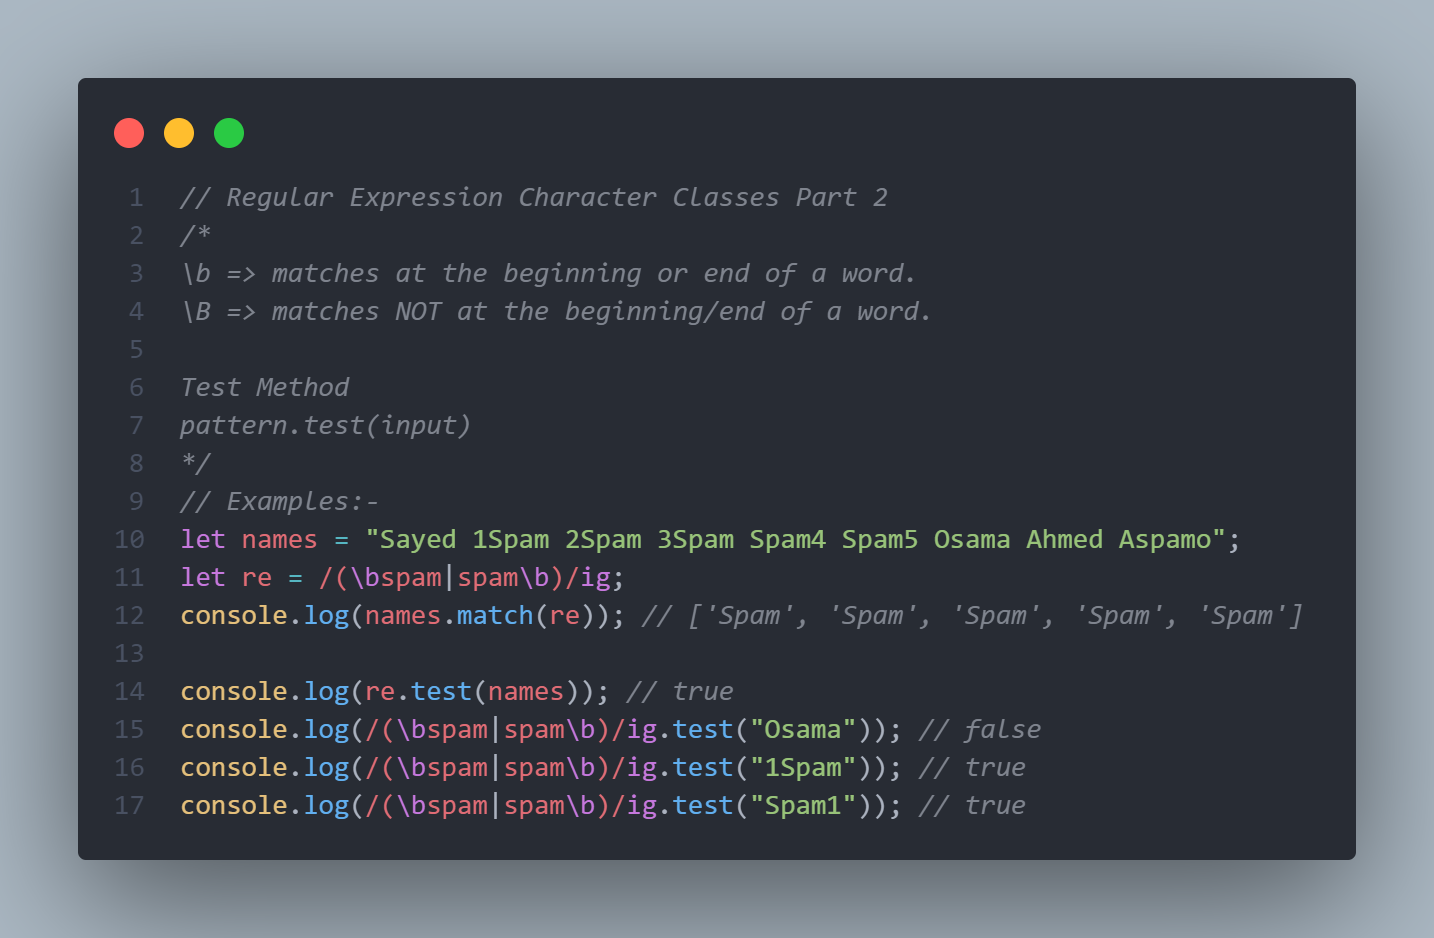 1 // Regular Expression Character Classes Part 2
2 /*
3 \b => matches at the beginning or end of a word.
4 \B => matches NOT at the beginning/end of a word.
5
6 Test Method
7 pattern.test(input)
8 */
9 // Examples:-
10 let names = "Sayed 1Spam 2Spam 3Spam Spam4 Spam5 Osama Ahmed Aspamo";
11 let re = /(\bspam|spam\b)/ig;
12 console.log(names.match(re)); // ['Spam', 'Spam', 'Spam', 'Spam', 'Spam']
13
14 console.log(re.test(names)); // true
15 console.log(/(\bspam|spam\b)/ig.test("Osama")); // false
16 console.log(/(\bspam|spam\b)/ig.test("1Spam")); // true
17 console.log(/(\bspam|spam\b)/ig.test("Spam1")); // true